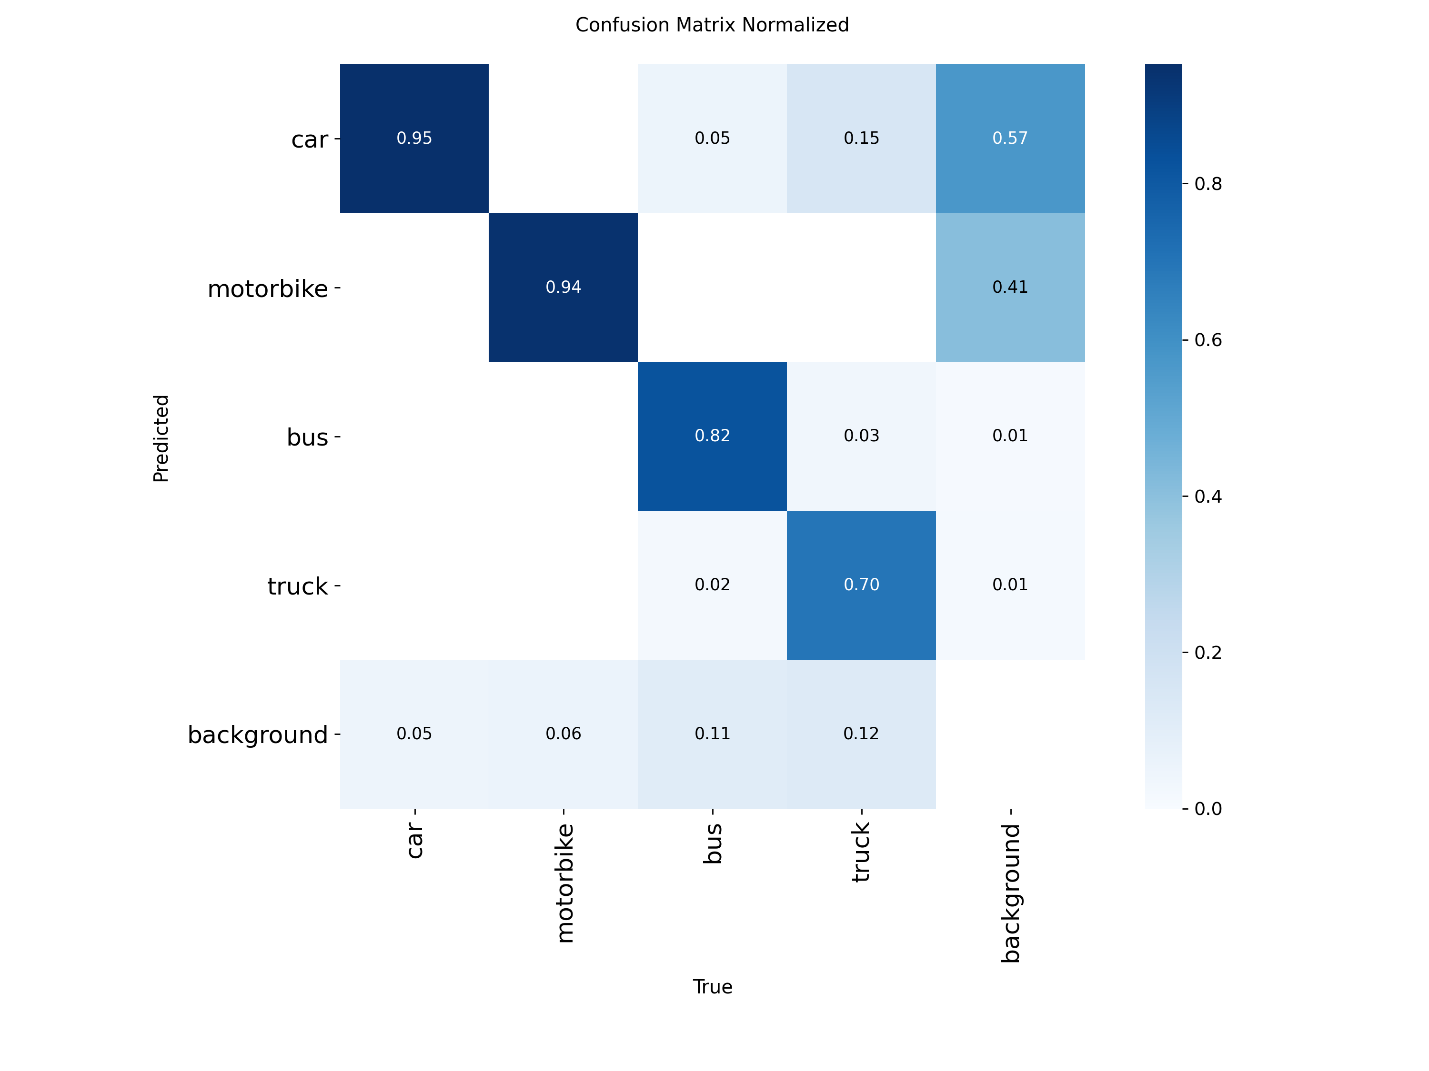 Confusion Matrix Normalized
car
0.95
0.05
0.15
0.57
motorbike
0.94
0.41
bus
0.82
0.03
0.01
truck
0.02
0.70
0.01
background
0.05
0.06
0.11
0.12
Predicted
car
motorbike
bus
truck
background
True
0.8
0.6
0.4
0.2
0.0